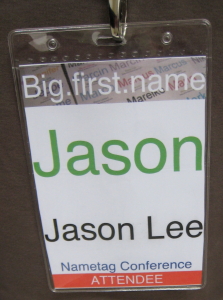 Big.first.name
Jason
Jason Lee
Nametag Conference
ATTENDEE